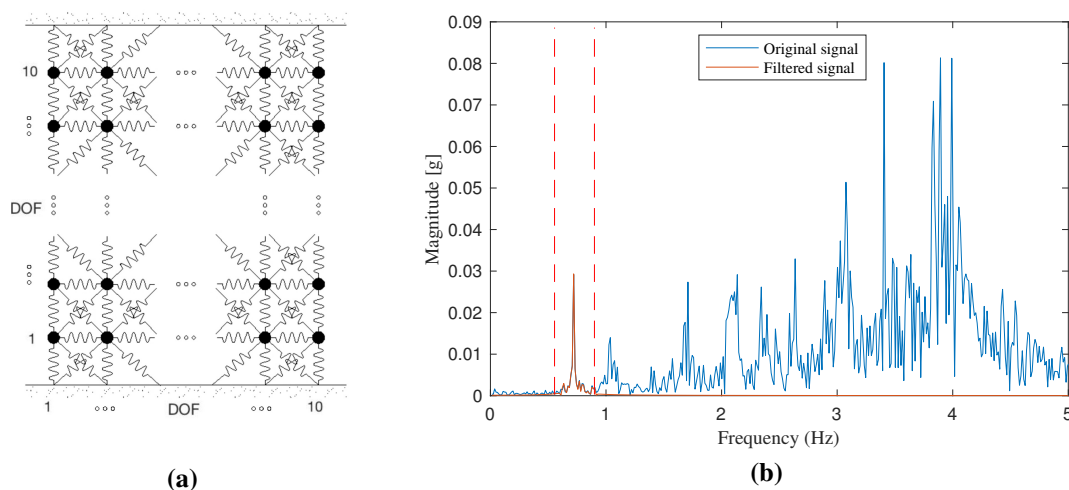 10
DOF
1
1
DOF
10
(a)
0.09
0.08
0.07
0.06
0.05
0.04
0.03
0.02
0.01
0
Magnitude [g]
Original signal
Filtered signal
0
1
2
3
4
5
Frequency (Hz)
(b)